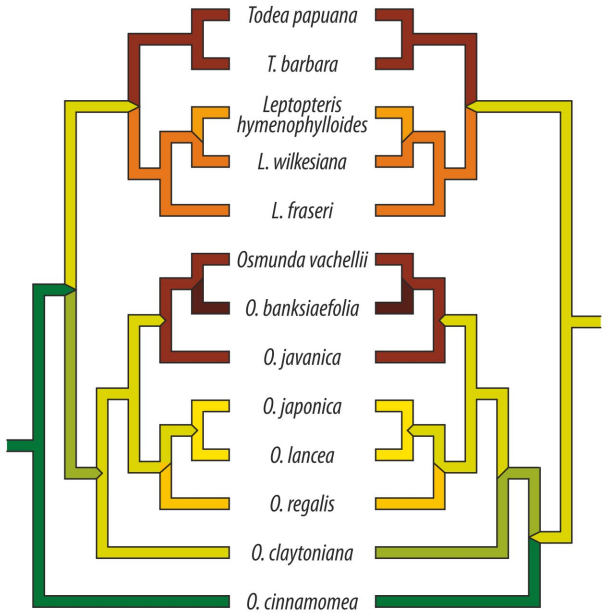 Todea papuana
T. barbara
Leptopteris
hymenophylloides
L. wilkesiana
L. fraseri
Osmunda vachellii
O. banksiaefolia
O. javanica
O. japonica
O. lancea
O. regalis
O. claytoniana
O. cinnamomea